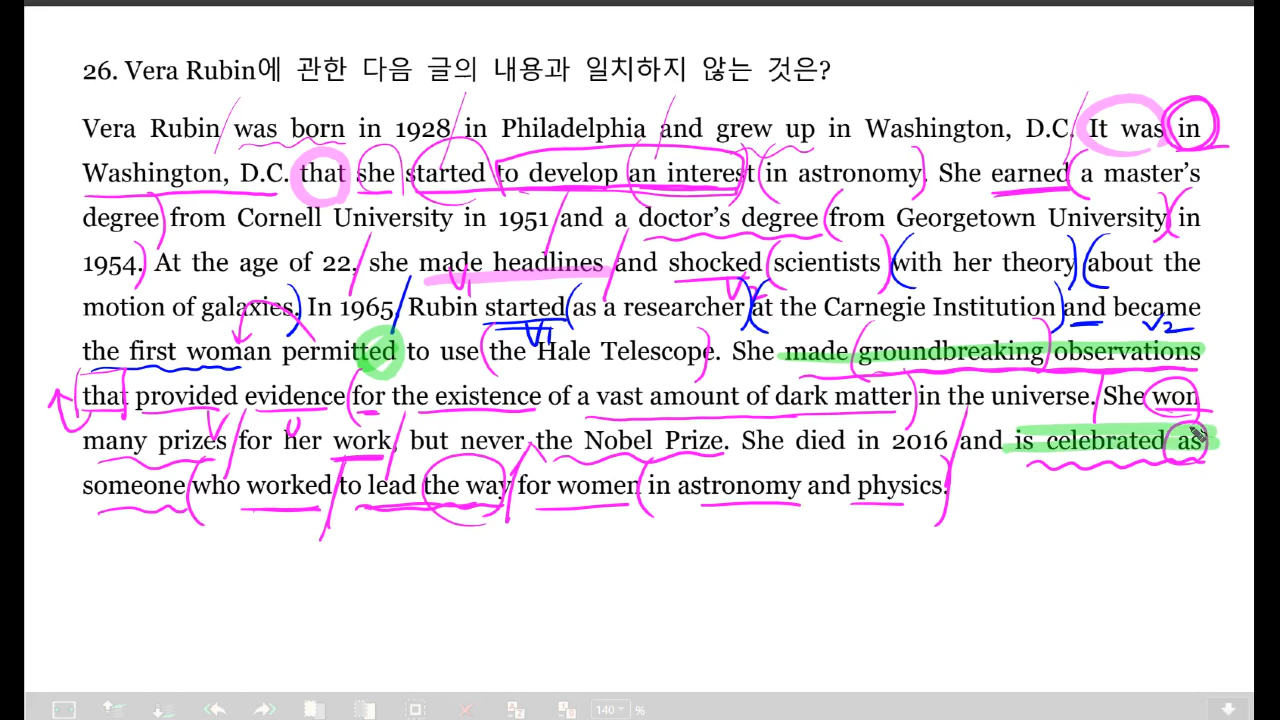 26. Vera Rubin에 관한 다음 글의 내용과 일치하지 않는 것은?
Vera Rubin was born in 1928 in Philadelphia and grew up in Washington, D.C. It was in
Washington, D.C. that she started to develop an interest in astronomy. She earned a master's
degree from Cornell University in 1951 and a doctor's degree from Georgetown University in
1954. At the age of 22, she made headlines and shocked scientists with her theory about the
motion of galaxies. In 1965, Rubin started as a researcher at the Carnegie Institution and became
the first woman permitted to use the Hale Telescope. She made groundbreaking observations
that provided evidence for the existence of a vast amount of dark matter in the universe. She won
many prizes for her work, but never the Nobel Prize. She died in 2016 and is celebrated as
someone who worked to lead the way for women in astronomy and physics.
140 %